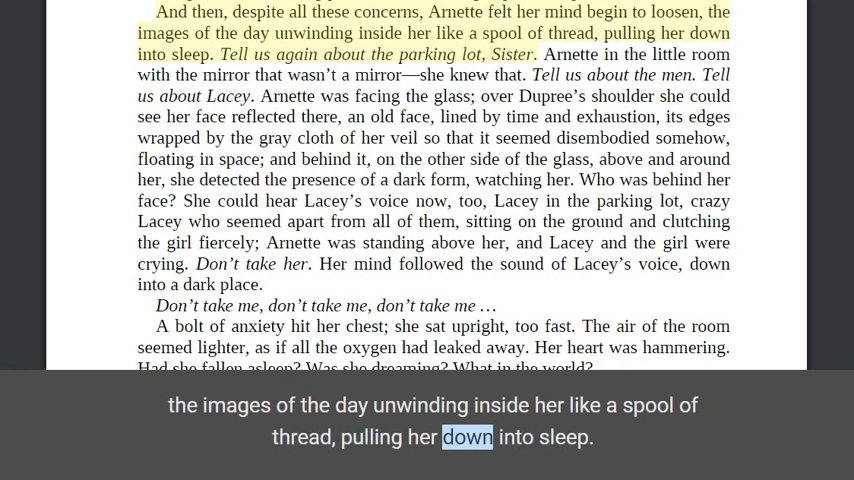 And then, despite all these concerns, Arnette felt her mind begin to loosen, the
images of the day unwinding inside her like a spool of thread, pulling her down
into sleep. Tell us again about the parking lot, Sister. Arnette in the little room
with the mirror that wasn’t a mirror—she knew that. Tell us about the men. Tell
us about Lacey. Arnette was facing the glass; over Dupree’s shoulder she could
see her face reflected there, an old face, lined by time and exhaustion, its edges
wrapped by the gray cloth of her veil so that it seemed disembodied somehow,
floating in space; and behind it, on the other side of the glass, above and around
her, she detected the presence of a dark form, watching her. Who was behind her
face? She could hear Lacey’s voice now, too, Lacey in the parking lot, crazy
Lacey who seemed apart from all of them, sitting on the ground and clutching
the girl fiercely; Arnette was standing above her, and Lacey and the girl were
crying. Don’t take her. Her mind followed the sound of Lacey’s voice, down
into a dark place.
Don’t take me, don’t take me, don’t take me …
A bolt of anxiety hit her chest; she sat upright, too fast. The air of the room
seemed lighter, as if all the oxygen had leaked away. Her heart was hammering.
Had she fallen asleep? Was she dreaming? What in the world?
the images of the day unwinding inside her like a spool of
thread, pulling her down into sleep.